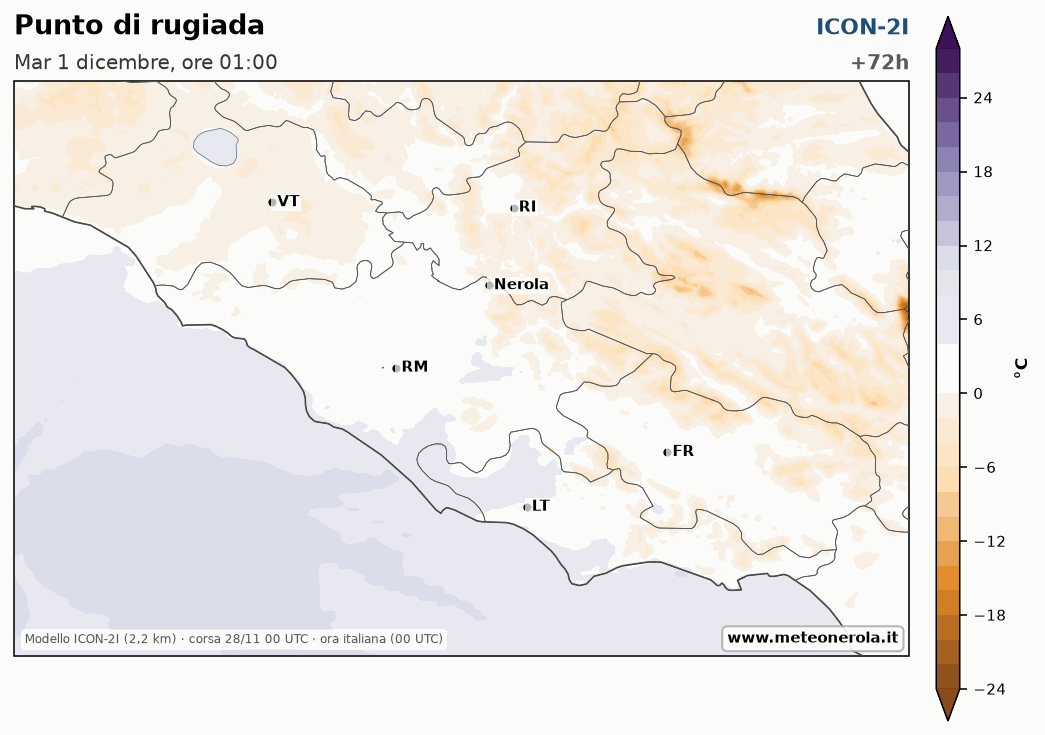 Punto di rugiada
ICON-2I
Mar 1 dicembre, ore 01:00
+72h
24
18
12
6
0
−6
−12
−18
−24
°C
VT
RI
Nerola
RM
FR
LT
Modello ICON-2I (2,2 km) · corsa 28/11 00 UTC · ora italiana (00 UTC)
www.meteonerola.it